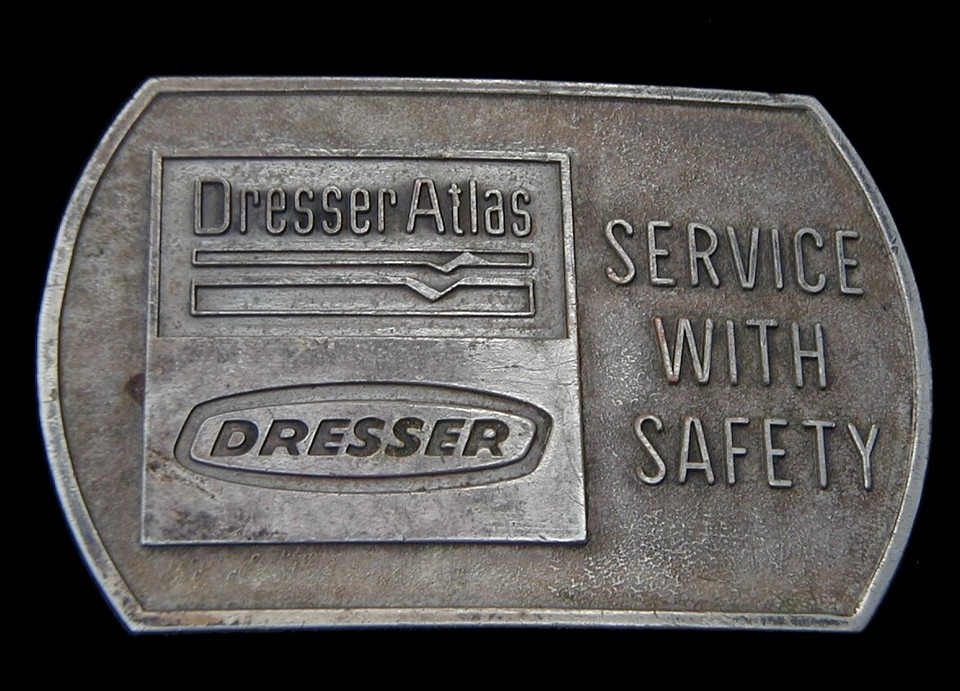 Dresser Atlas
DRESSER
SERVICE
WITH
SAFETY